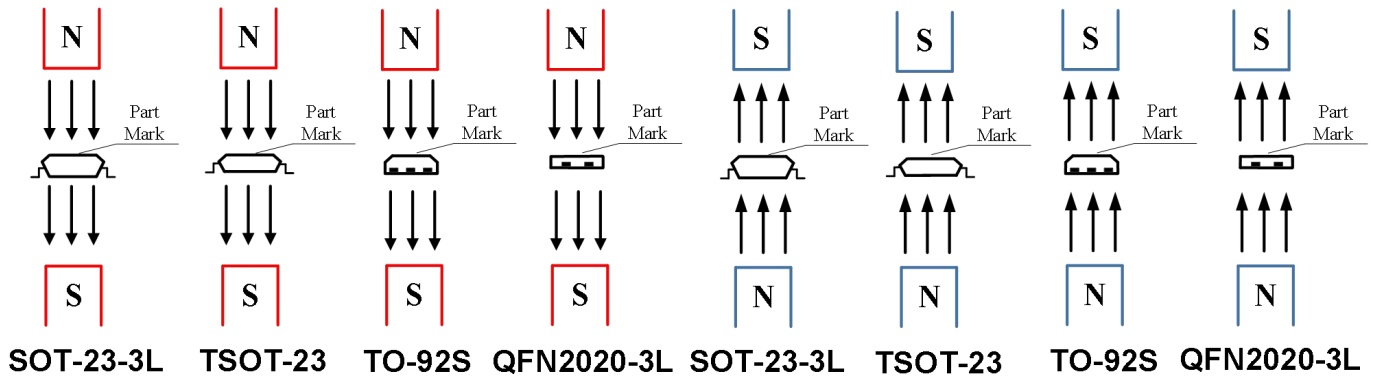 N N N N S S S S
Part Part Part Part Part Part Part Part
Mark Mark Mark Mark Mark Mark Mark Mark
S S S S N N N N
SOT-23-3L TSOT-23 TO-92S QFN2020-3L SOT-23-3L TSOT-23 TO-92S QFN2020-3L